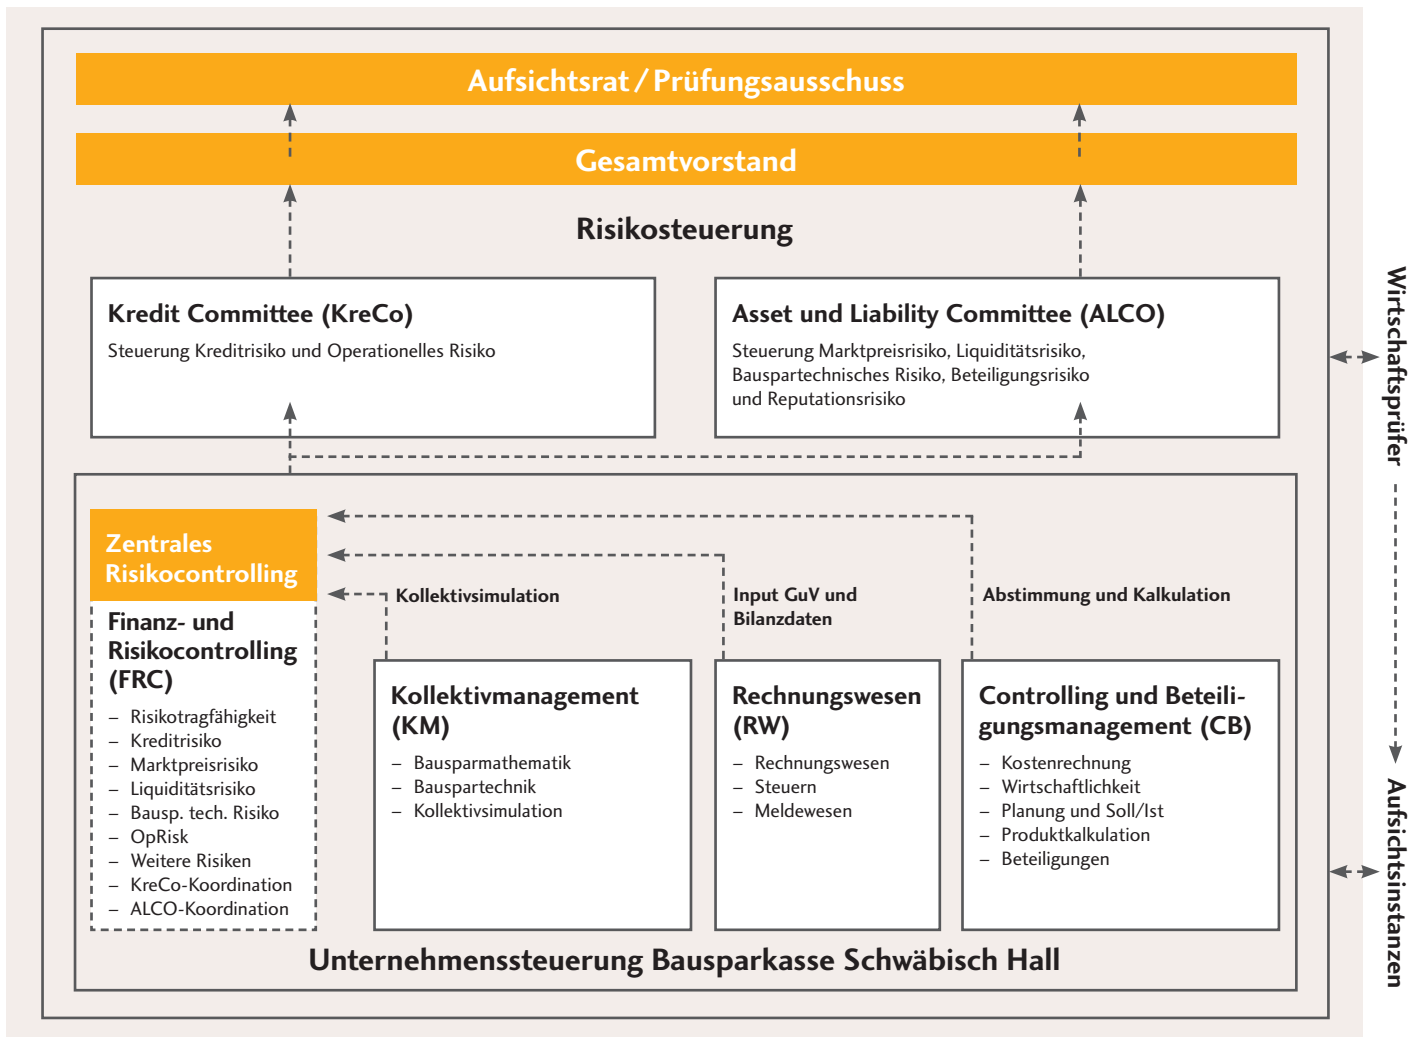 Aufsichtsrat / Prüfungsausschuss
Gesamtvorstand
Risikosteuerung
Kredit Committee (KreCo)
Steuerung Kreditrisiko und Operationelles Risiko
Asset und Liability Committee (ALCO)
Steuerung Marktpreisrisiko, Liquiditätsrisiko,
Bauspartechnisches Risiko, Beteiligungsrisiko
und Reputationsrisiko
Zentrales
Risikocontrolling
Finanz- und
Risikocontrolling
(FRC)
– Risikotragfähigkeit
– Kreditrisiko
– Marktpreisrisiko
– Liquiditätsrisiko
– Bausp. tech. Risiko
– OpRisk
– Weitere Risiken
– KreCo-Koordination
– ALCO-Koordination
Kollektivsimulation
Kollektivmanagement
(KM)
– Bausparmathematik
– Bauspartechnik
– Kollektivsimulation
Input GuV und
Bilanzdaten
Rechnungswesen
(RW)
– Rechnungswesen
– Steuern
– Meldewesen
Abstimmung und Kalkulation
Controlling und Beteili-
gungsmanagement (CB)
– Kostenrechnung
– Wirtschaftlichkeit
– Planung und Soll/Ist
– Produktkalkulation
– Beteiligungen
Unternehmenssteuerung Bausparkasse Schwäbisch Hall
Wirtschaftsprüfer
Aufsichtsinstanzen